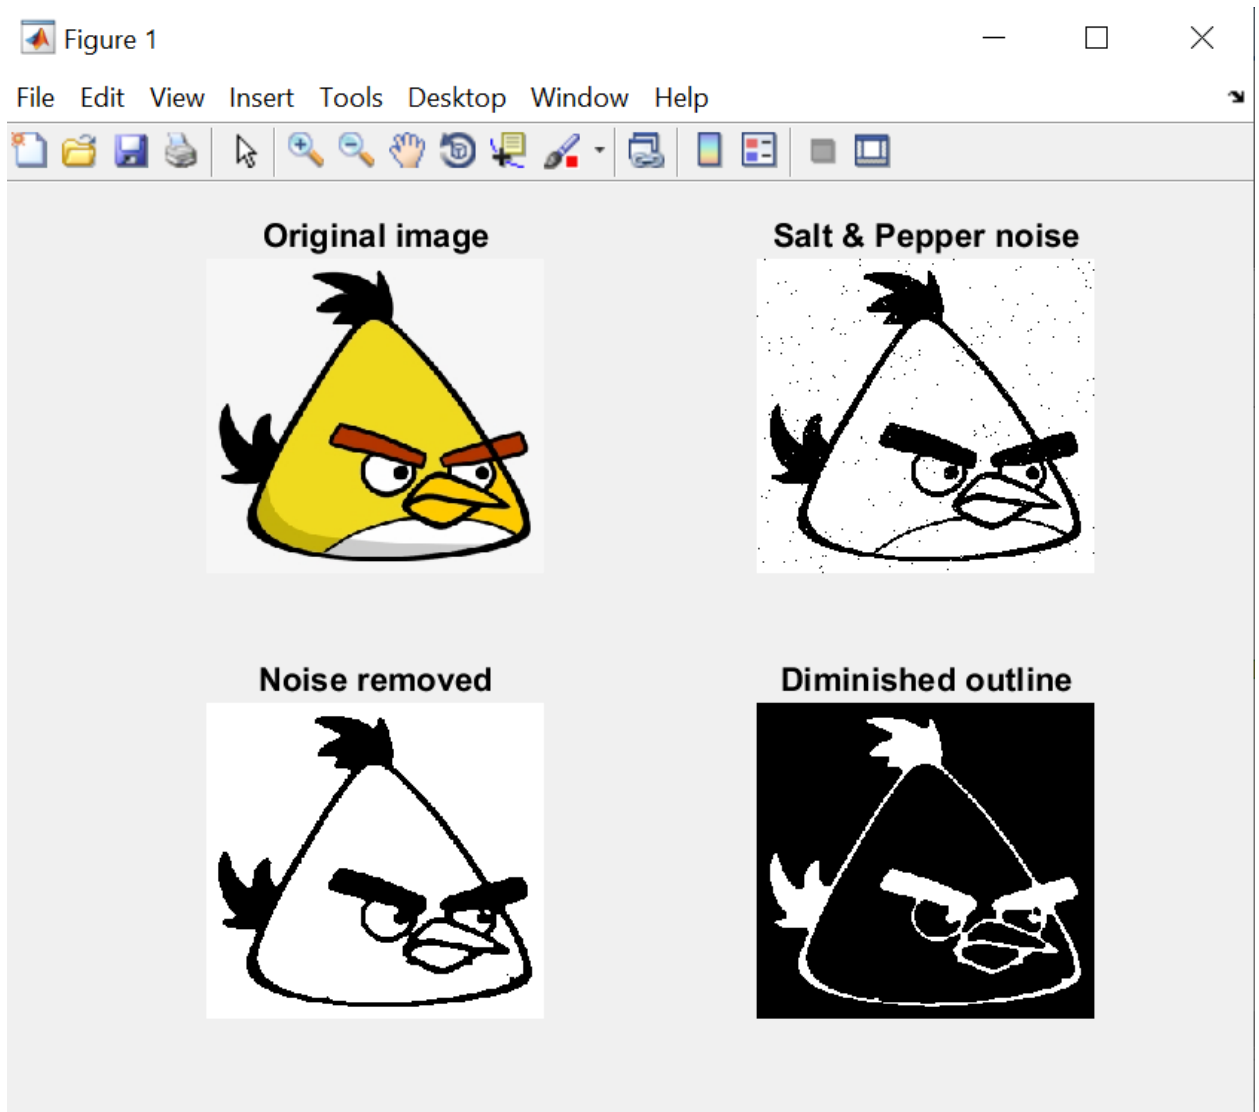 Figure 1
File Edit View Insert Tools Desktop Window Help
Original image
Salt & Pepper noise
Noise removed
Diminished outline